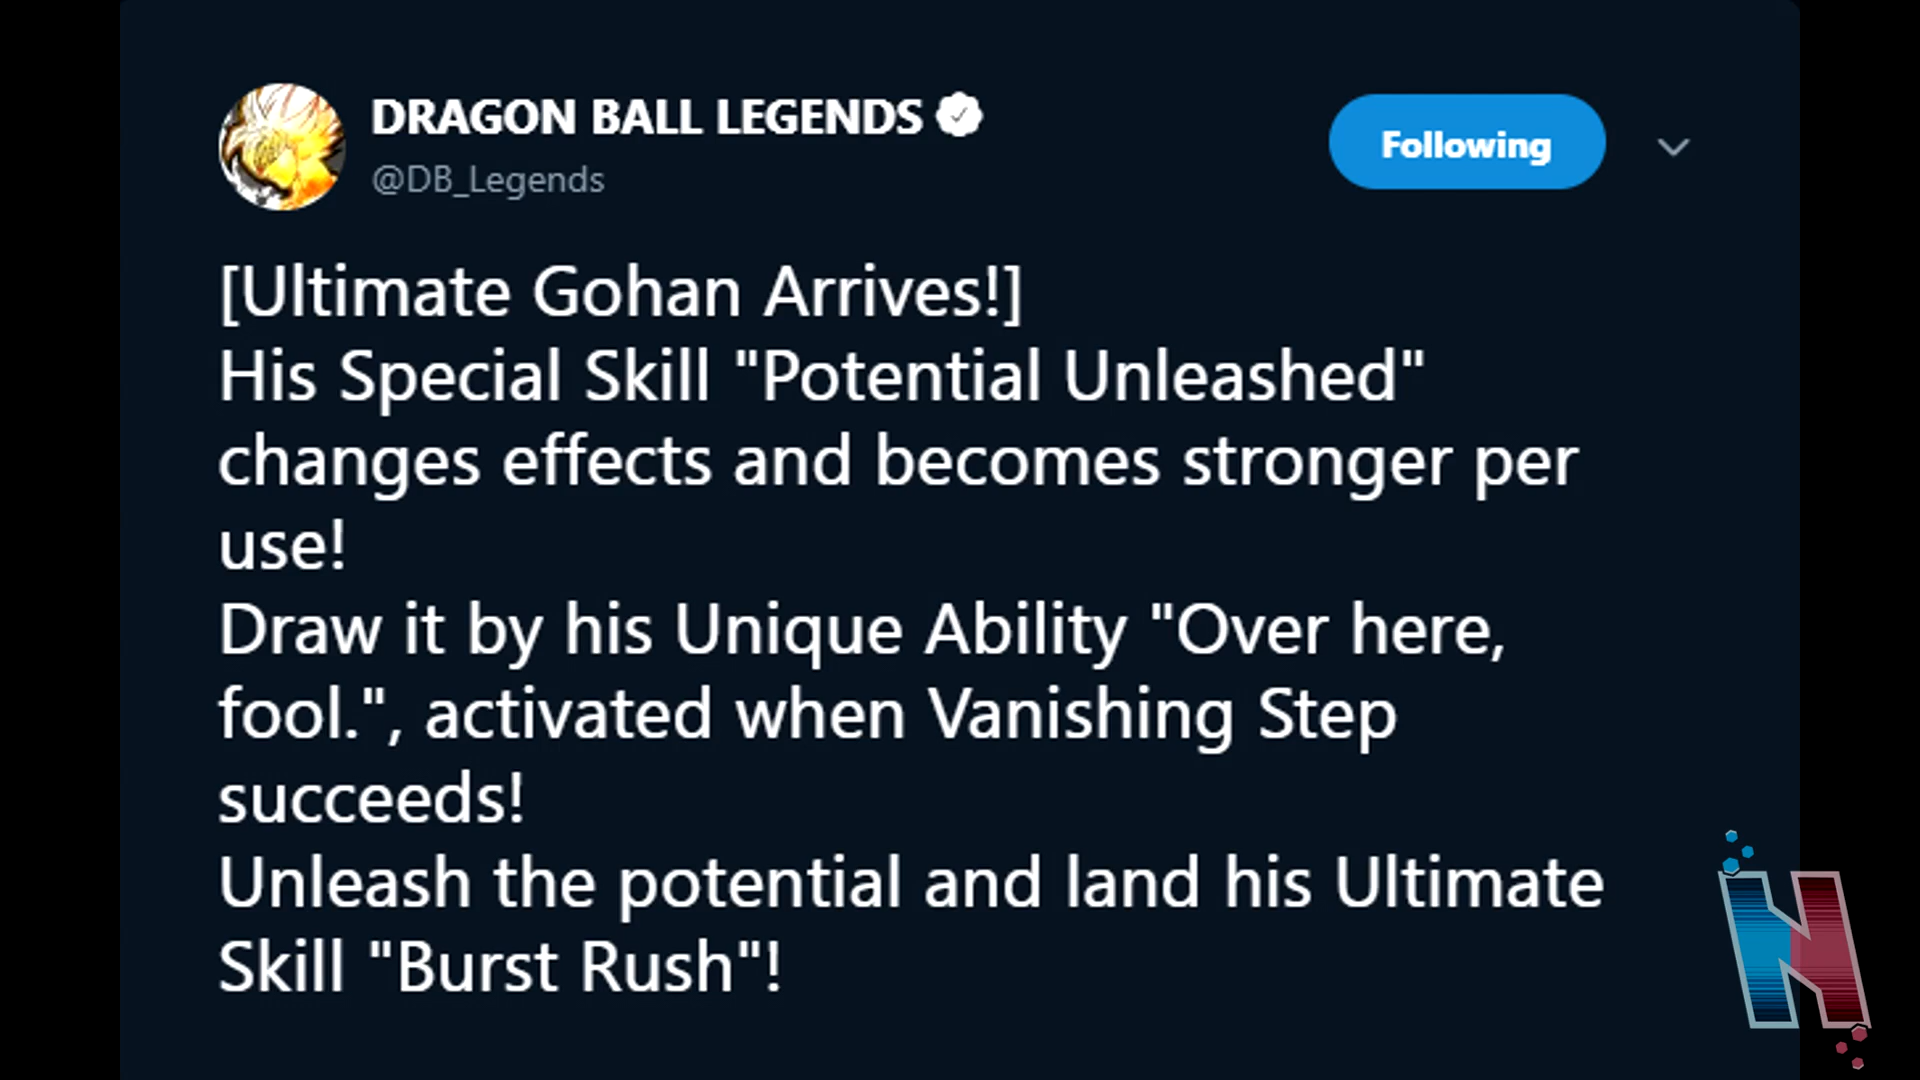 DRAGON BALL LEGENDS
Following
@DB_Legends
[Ultimate Gohan Arrives!]
His Special Skill "Potential Unleashed"
changes effects and becomes stronger per
use!
Draw it by his Unique Ability "Over here,
fool.", activated when Vanishing Step
succeeds!
Unleash the potential and land his Ultimate
Skill "Burst Rush"!
N